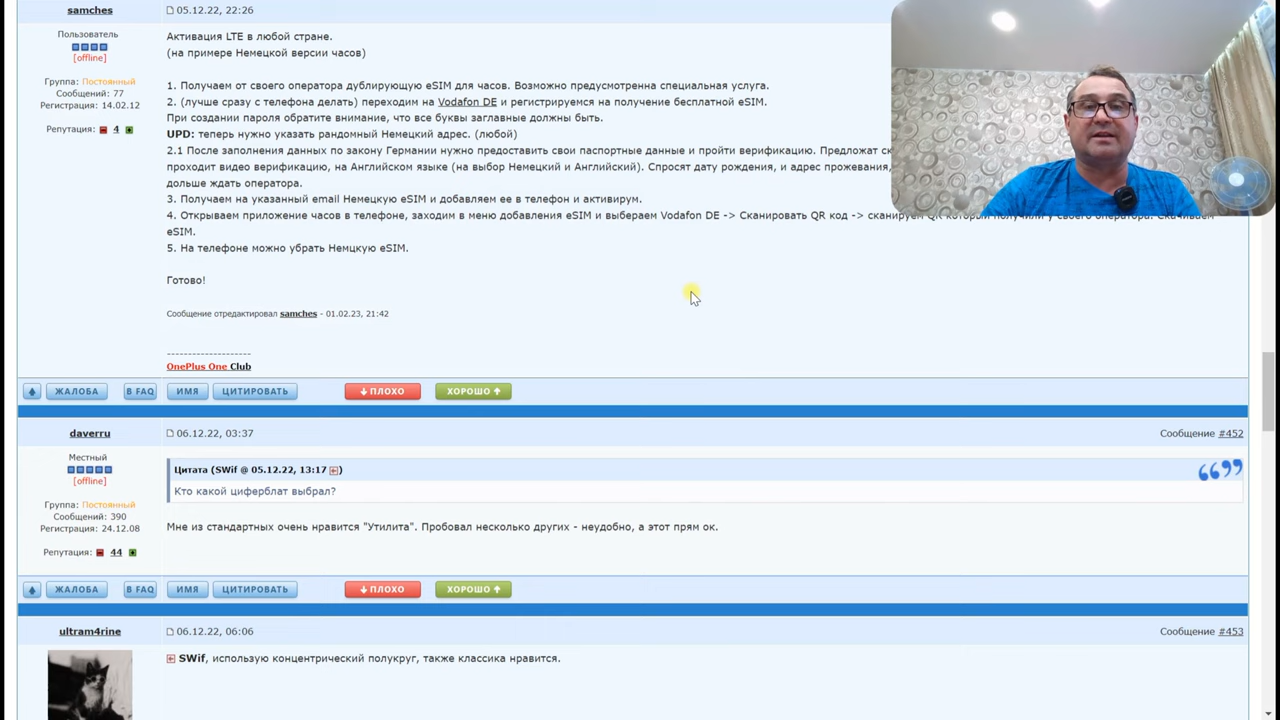 samches
05.12.22, 22:26
Пользователь
[offline]
Группа: Постоянный
Сообщений: 77
Регистрация: 14.02.12
Репутация: 4
Активация LTE в любой стране.
(на примере Немецкой версии часов)
1. Получаем от своего оператора дублирующую eSIM для часов. Возможно предусмотренна специальная услуга.
2. (лучше сразу с телефона делать) переходим на Vodafon DE и регистрируемся на получение бесплатной eSIM.
При создании пароля обратите внимание, что все буквы заглавные должны быть.
UPD: теперь нужно указать рандомный Немецкий адрес. (любой)
2.1 После заполнения данных по закону Германии нужно предоставить свои паспортные данные и пройти верификацию. Предложат
проходит видео верификацию, на Английском языке (на выбор Немецкий и Английский). Спросят дату рождения, и адрес прожевания,
дольше ждать оператора.
3. Получаем на указанный email Немецкую eSIM и добавляем ее в телефон и активирум.
4. Открываем приложение часов в телефоне, заходим в меню добавления eSIM и выбераем Vodafon DE -> Сканировать QR код -> сканируем QR который получили у своего оператора. Скачиваем
eSIM.
5. На телефоне можно убрать Немцкую eSIM.
Готово!
Сообщение отредактировал samches - 01.02.23, 21:42
--------------------
OnePlus One Club
ЖАЛОБА В FAQ ИМЯ ЦИТИРОВАТЬ ПЛОХО ХОРОШО
daverru
06.12.22, 03:37
Сообщение #452
Местный
[offline]
Группа: Постоянный
Сообщений: 390
Регистрация: 24.12.08
Репутация: 44
Цитата (SWif @ 05.12.22, 13:17 )
Кто какой циферблат выбрал?
Мне из стандартных очень нравится "Утилита". Пробовал несколько других - неудобно, а этот прям ок.
ЖАЛОБА В FAQ ИМЯ ЦИТИРОВАТЬ ПЛОХО ХОРОШО
ultram4rine
06.12.22, 06:06
Сообщение #453
SWif, использую концентрический полукруг, также классика нравится.